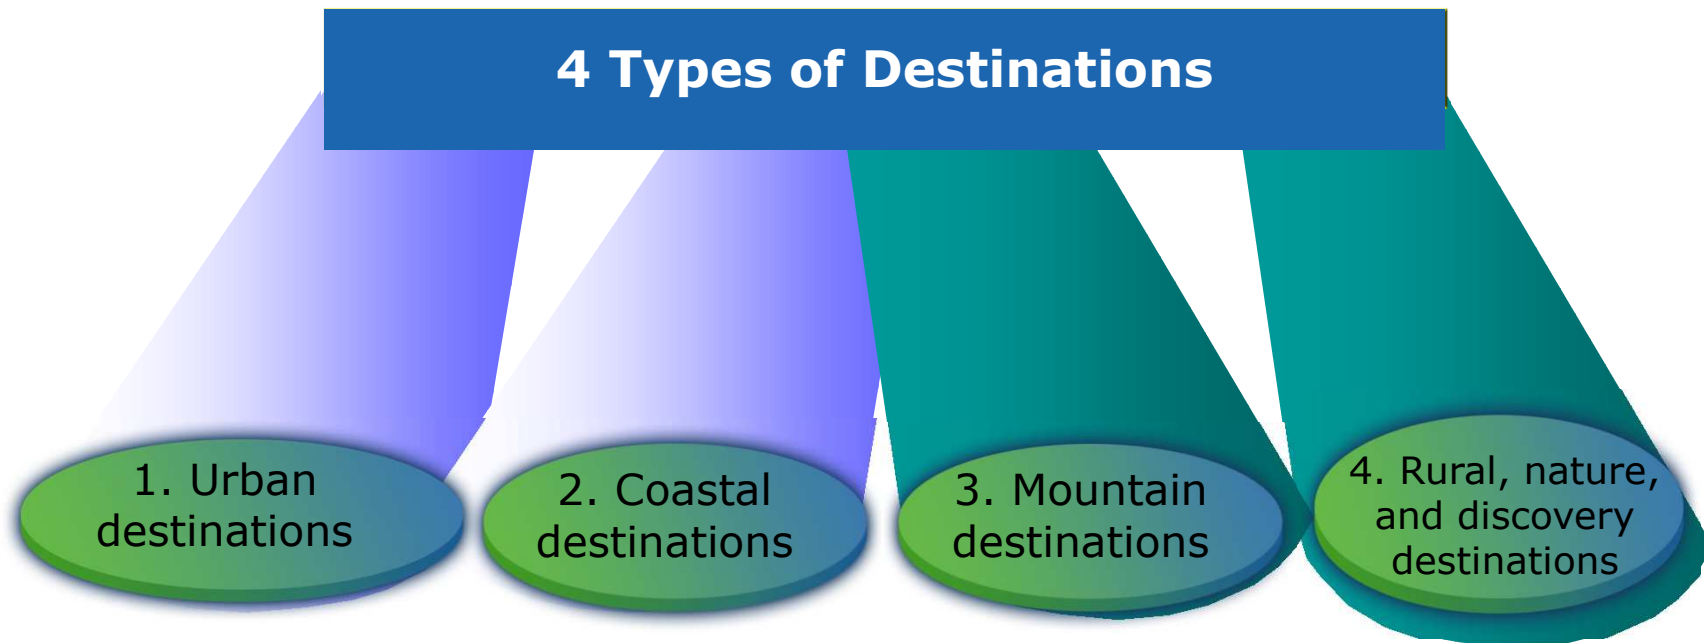 4 Types of Destinations
1. Urban
destinations
2. Coastal
destinations
3. Mountain
destinations
4. Rural, nature,
and discovery
destinations